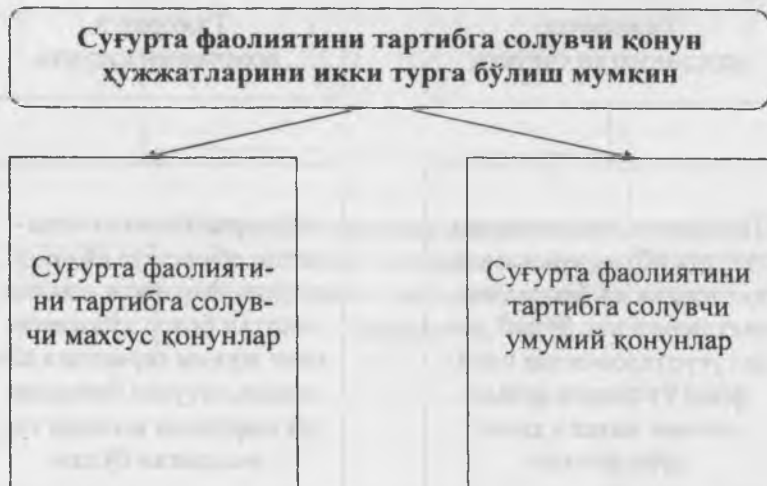 Суғурта фаолиятини тартибга солувчи қонун
ҳужжатларини икки турга бўлиш мумкин
Суғурта фаолияти-
ни тартибга солув-
чи махсус қонунлар
Суғурта фаолиятини
тартибга солувчи
умумий қонунлар